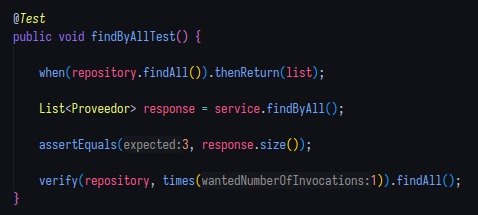 @Test
public void findByAllTest() {
when(repository.findAll()).thenReturn(list);
List<Proveedor> response = service.findByAll();
assertEquals(expected:3, response.size());
verify(repository, times(wantedNumberOfInvocations:1)).findAll();
}